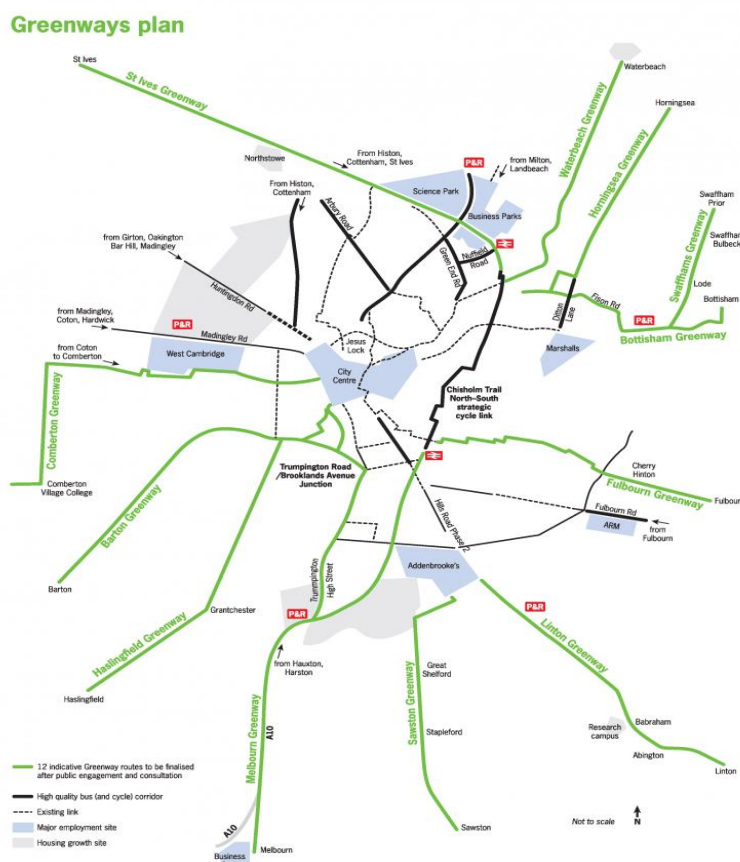 Greenways plan
St Ives
St Ives Greenway
Waterbeach
Waterbeach Greenway
Horningsea
Horningsea Greenway
Northstowe
From Histon,
Cottenham, St Ives
P&R
from Milton,
Landbeach
Science Park
Business Parks
From Histon,
Cottenham
Arbury Road
Swaffham
Prior
Swaffham
Bulbeck
Swaffhams Greenway
from Girton, Oakington
Bar Hill, Madingley
Green End Rd
Nuffield
Road
Huntingdon Rd
Lode
Bottisham
Fison Rd
P&R
Ditton
Lane
Bottisham Greenway
from Madingley,
Coton, Hardwick
P&R
Madingley Rd
Jesus
Lock
Marshalls
from Coton
to Comberton
West Cambridge
City
Centre
Chisholm Trail
North–South
strategic
cycle link
Comberton Greenway
Comberton
Village College
Trumpington Road
/Brooklands Avenue
Junction
Cherry
Hinton
Fulbourn Greenway
Fulbour
Barton Greenway
Hills Road Phase 2
Fulbourn Rd
ARM
from
Fulbourn
Addenbrooke's
Trummpington
High Street
Barton
Grantchester
P&R
P&R
Haslingfield Greenway
Linton Greenway
from Hauxton,
Harston
Haslingfield
Great
Shelford
Sawston Greenway
Melbourn Greenway
A10
Stapleford
Research
campus
Babraham
Abington
Linton
12 indicative Greenway routes to be finalised
after public engagement and consultation
High quality bus (and cycle) corridor
Existing link
Major employment site
Housing growth site
A10
Business
Melbourn
Sawston
Not to scale
N